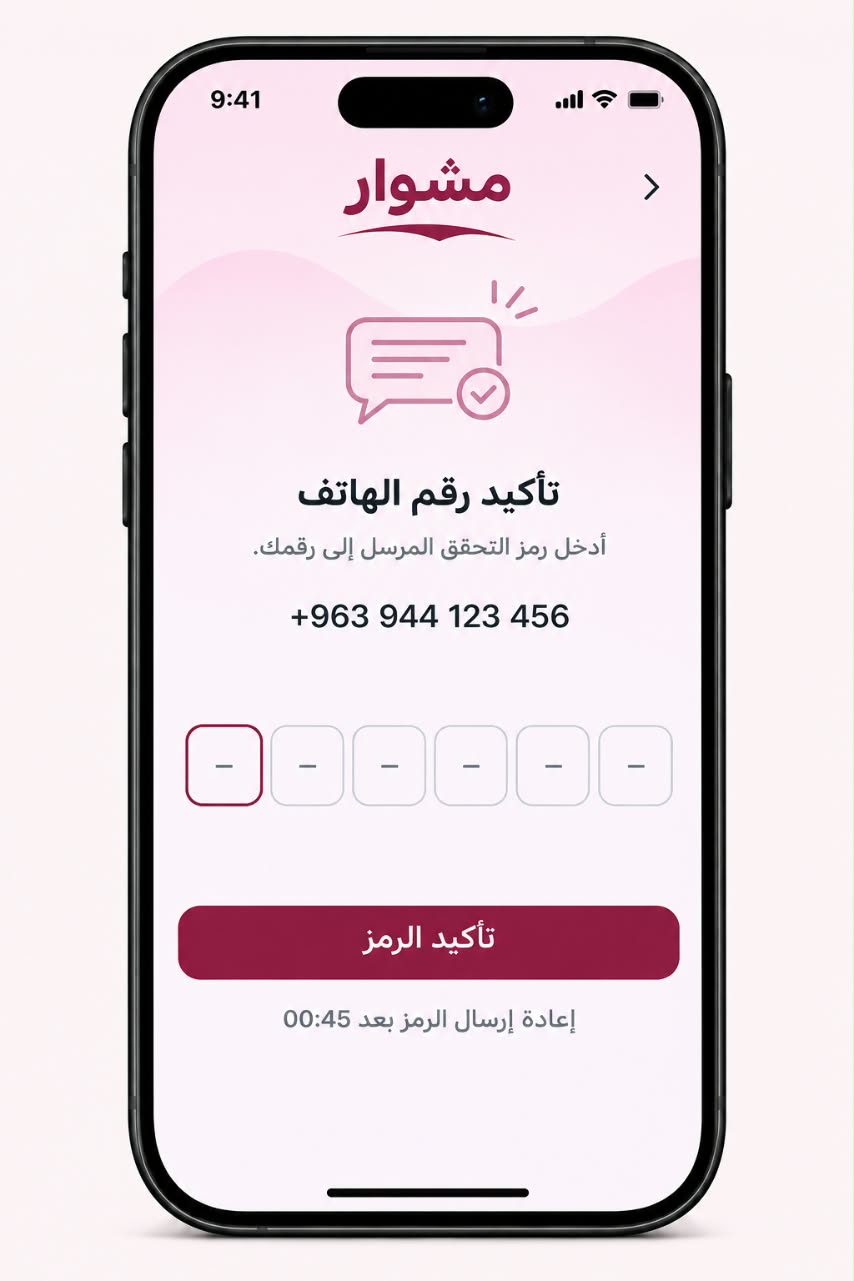 9:41
مشوار
تأكيد رقم الهاتف
أدخل رمز التحقق المرسل إلى رقمك.
+963 944 123 456
تأكيد الرمز
إعادة إرسال الرمز بعد 00:45